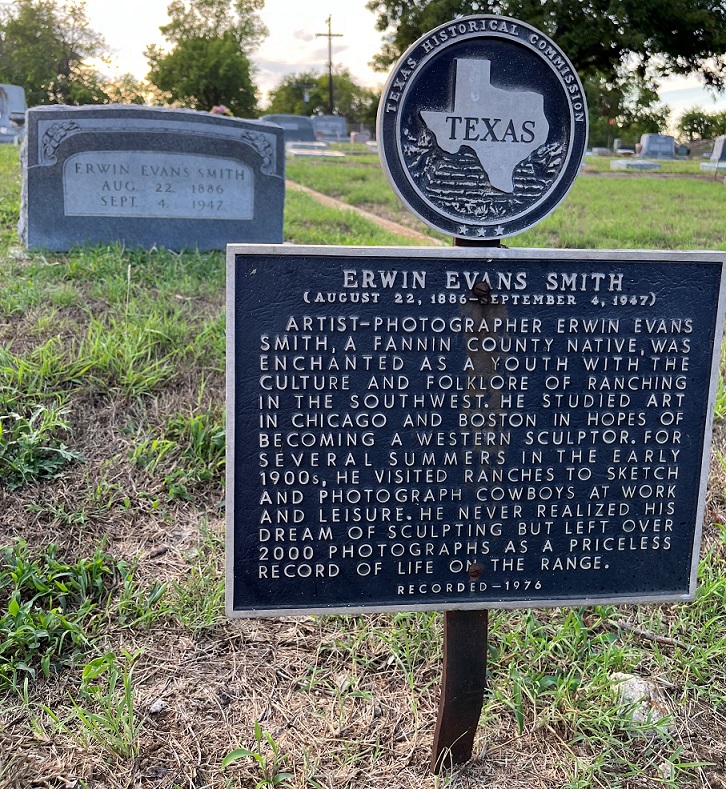 TEXAS HISTORICAL COMMISSION
TEXAS
ERWIN EVANS SMITH
AUG. 22 1886
SEPT. 4, 1947
ERWIN EVANS SMITH
(AUGUST 22, 1886–SEPTEMBER 4, 1947)
ARTIST–PHOTOGRAPHER ERWIN EVANS
SMITH, A FANNIN COUNTY NATIVE, WAS
ENCHANTED AS A YOUTH WITH THE
CULTURE AND FOLKLORE OF RANCHING
IN THE SOUTHWEST. HE STUDIED ART
IN CHICAGO AND BOSTON IN HOPES OF
BECOMING A WESTERN SCULPTOR. FOR
SEVERAL SUMMERS IN THE EARLY
1900s, HE VISITED RANCHES TO SKETCH
AND PHOTOGRAPH COWBOYS AT WORK
AND LEISURE. HE NEVER REALIZED HIS
DREAM OF SCULPTING BUT LEFT OVER
2000 PHOTOGRAPHS AS A PRICELESS
RECORD OF LIFE ON THE RANGE.
RECORDED–1976